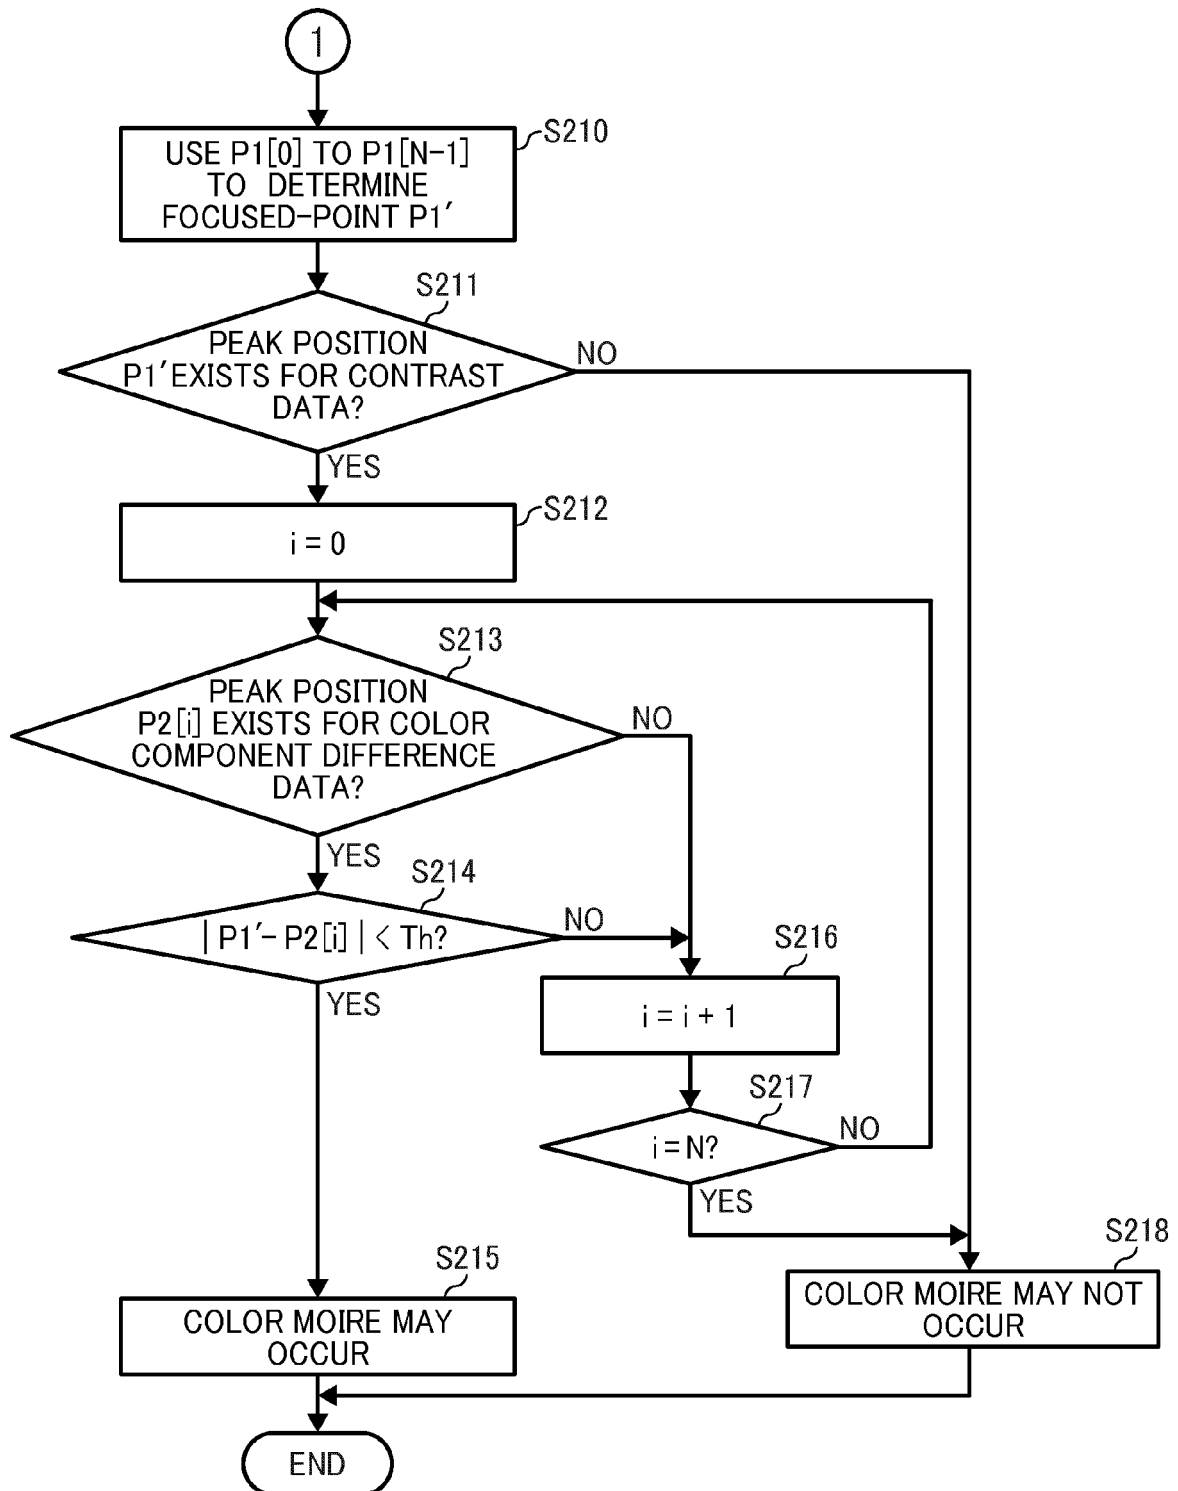 1
S210
USE P1[0] TO P1[N-1]
TO DETERMINE
FOCUSED-POINT P1′
S211
PEAK POSITION
P1′EXISTS FOR CONTRAST
DATA?
NO
YES
S212
i = 0
S213
PEAK POSITION
P2[i] EXISTS FOR COLOR
COMPONENT DIFFERENCE
DATA?
NO
YES
S214
| P1′- P2[i] | < Th?
NO
YES
S216
i = i + 1
S217
i = N?
NO
YES
S215
COLOR MOIRE MAY
OCCUR
S218
COLOR MOIRE MAY NOT
OCCUR
END